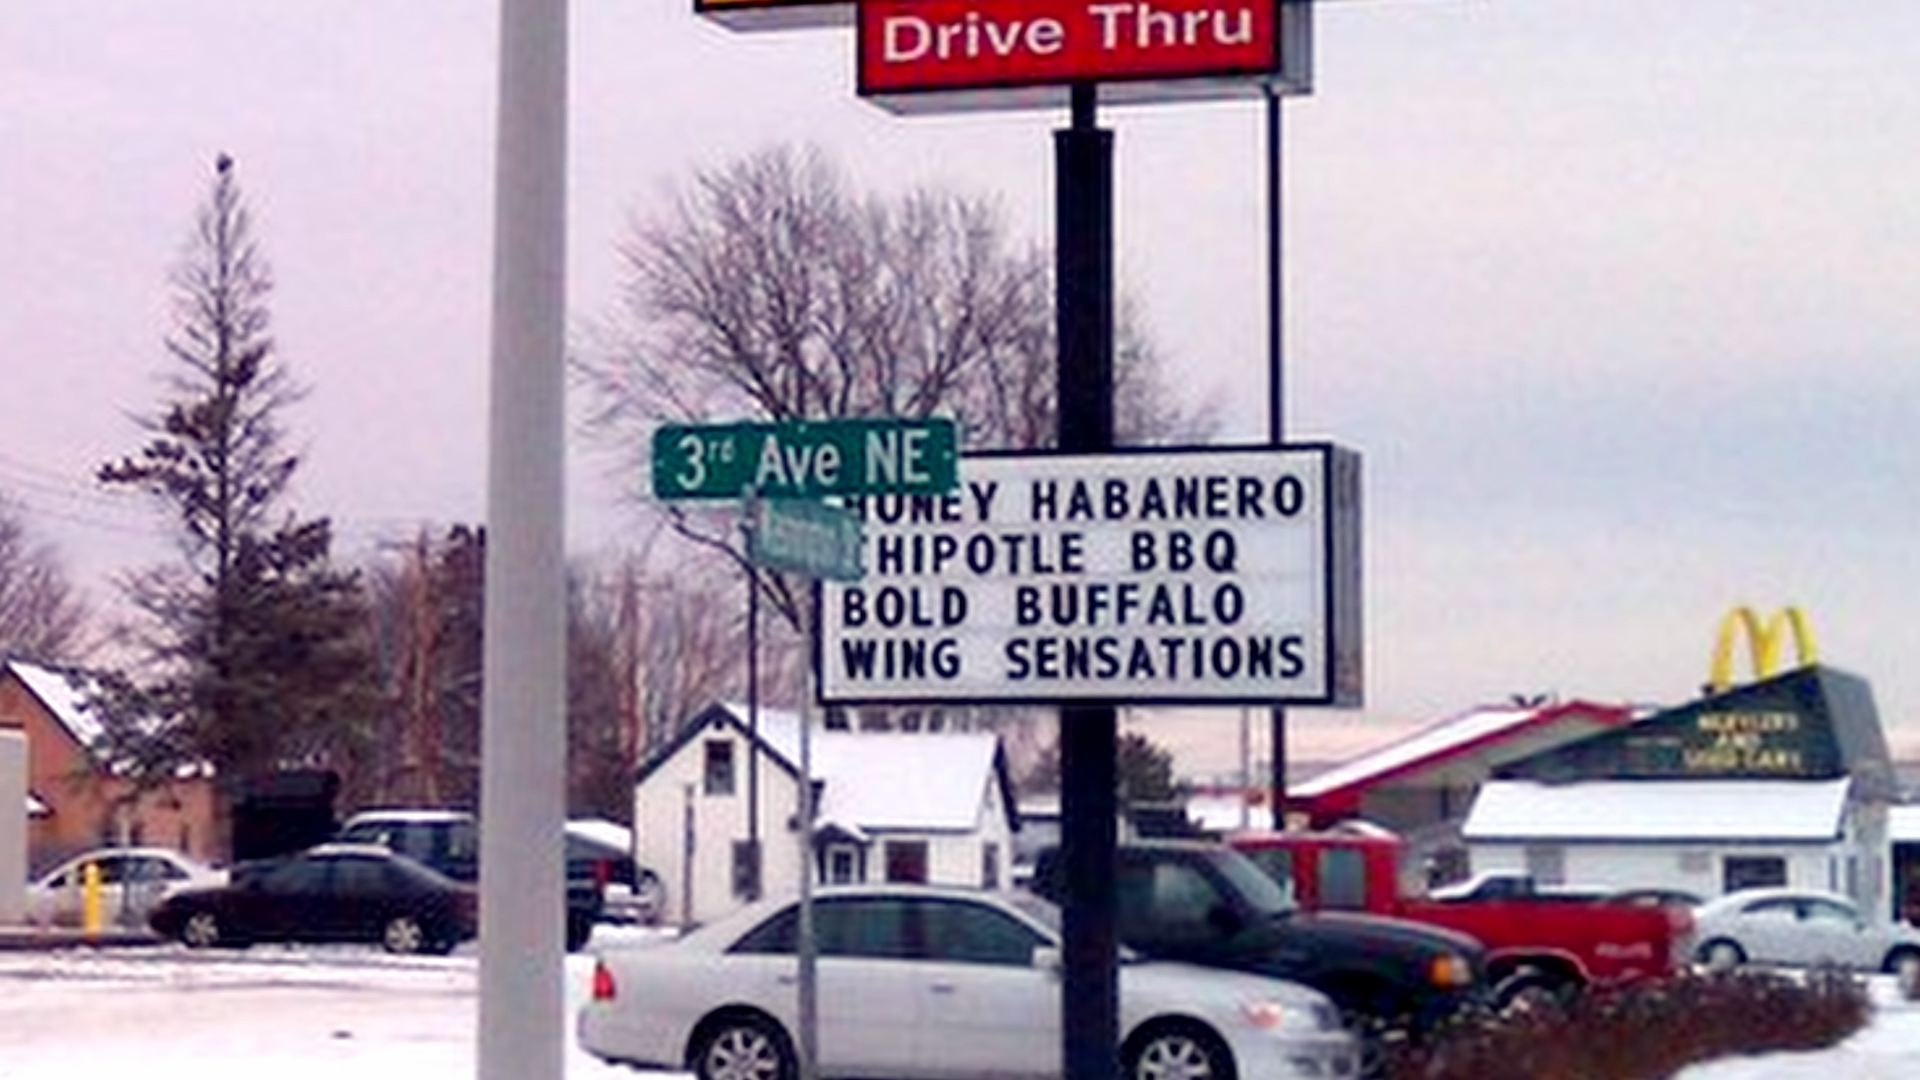 Drive Thru
3rd Ave NE
HONEY HABANERO
CHIPOTLE BBQ
BOLD BUFFALO
WING SENSATIONS